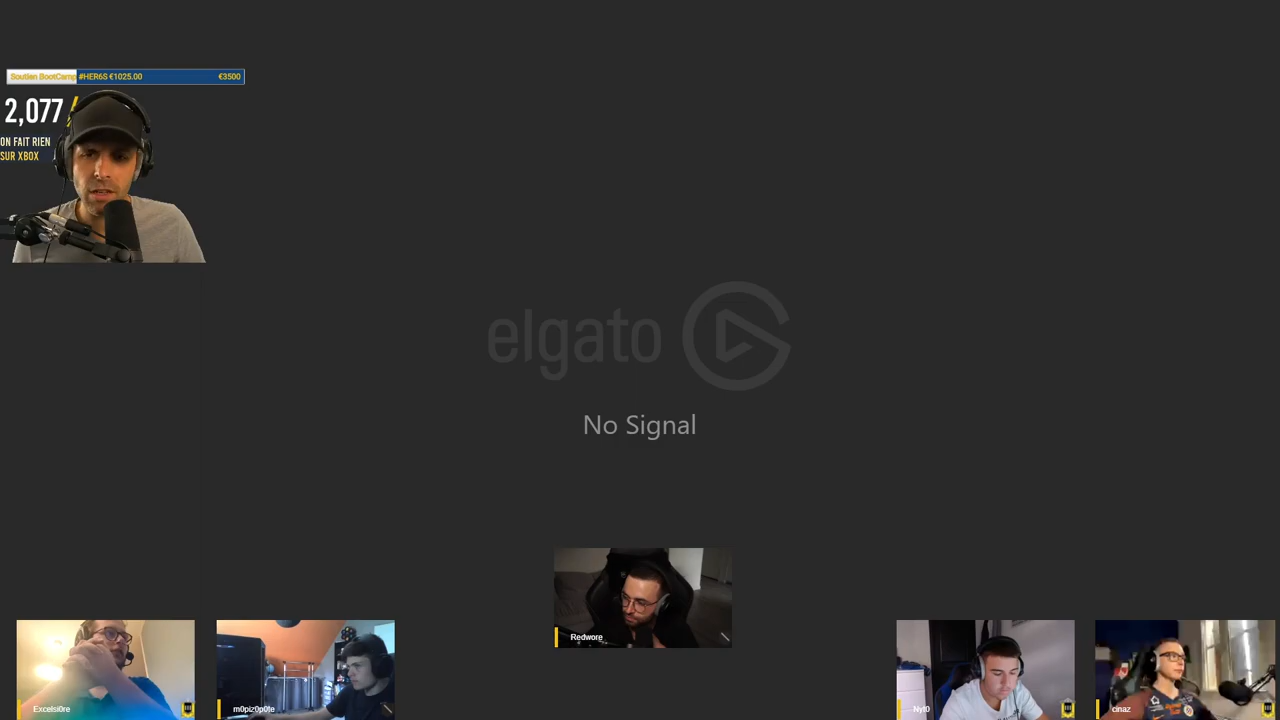 Soutien BootCamp #HER6S €1025.00 €3500
2,077 /
ON FAIT RIEN
SUR XBOX
elgato
No Signal
Redwore
Excelsi0re
m0piz0p0te
Nyt0
cinaz